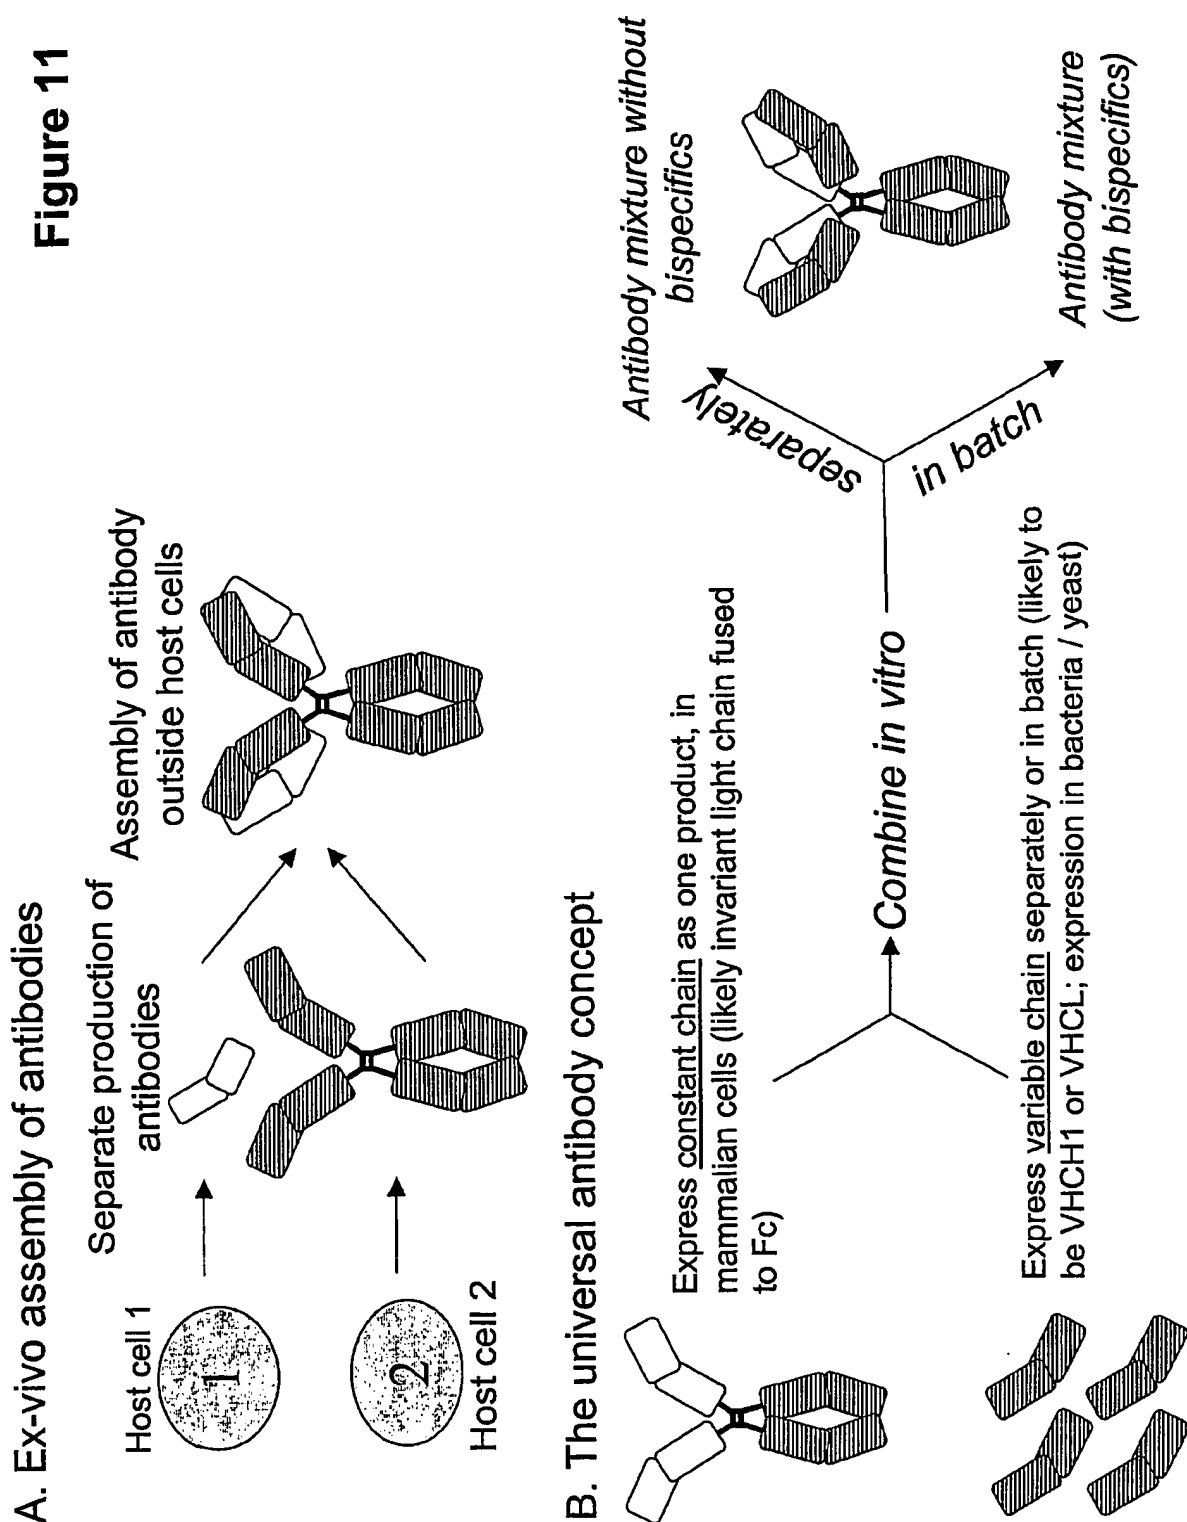 Figure 11
A. Ex-vivo assembly of antibodies
Host cell 1
1
Host cell 2
2
Separate production of
antibodies
Assembly of antibody
outside host cells
B. The universal antibody concept
Express constant chain as one product, in
mammalian cells (likely invariant light chain fused
to Fc)
Express variable chain separately or in batch (likely to
be VHCH1 or VHCL; expression in bacteria / yeast)
Combine in vitro
separately
in batch
Antibody mixture without
bispecifics
Antibody mixture
(with bispecifics)